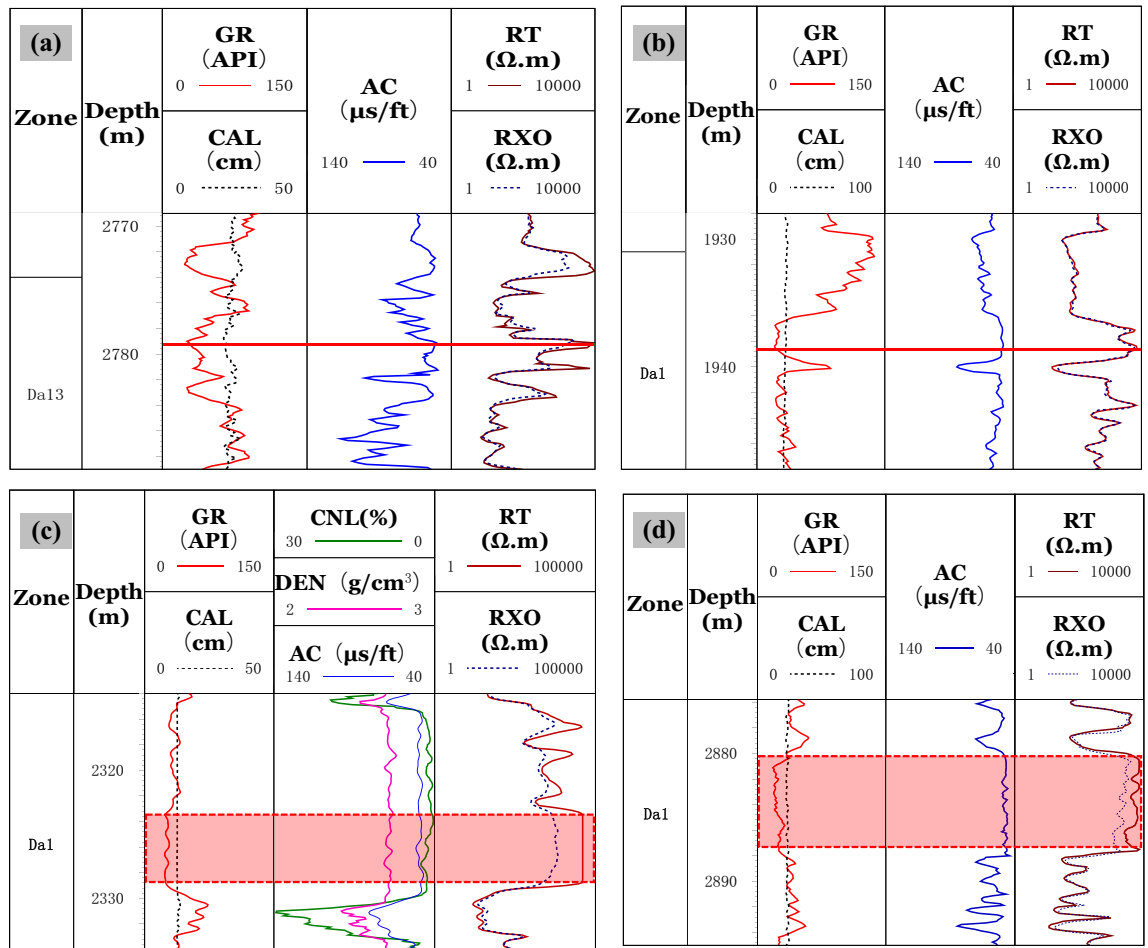 (a)
Zone
Depth
(m)
GR
(API)
0 150
CAL
(cm)
0 50
AC
(μs/ft)
140 40
RT
(Ω.m)
1 10000
RXO
(Ω.m)
1 10000
2770
2780
Da13
(b)
Zone
Depth
(m)
GR
(API)
0 150
CAL
(cm)
0 100
AC
(μs/ft)
140 40
RT
(Ω.m)
1 10000
RXO
(Ω.m)
1 10000
1930
1940
Da1
(c)
Zone
Depth
(m)
GR
(API)
0 150
CAL
(cm)
0 50
CNL(%)
30 0
DEN (g/cm³)
2 3
AC (μs/ft)
140 40
RT
(Ω.m)
1 100000
RXO
(Ω.m)
1 100000
2320
2330
Da1
(d)
Zone
Depth
(m)
GR
(API)
0 150
CAL
(cm)
0 100
AC
(μs/ft)
140 40
RT
(Ω.m)
1 10000
RXO
(Ω.m)
1 10000
2880
2890
Da1